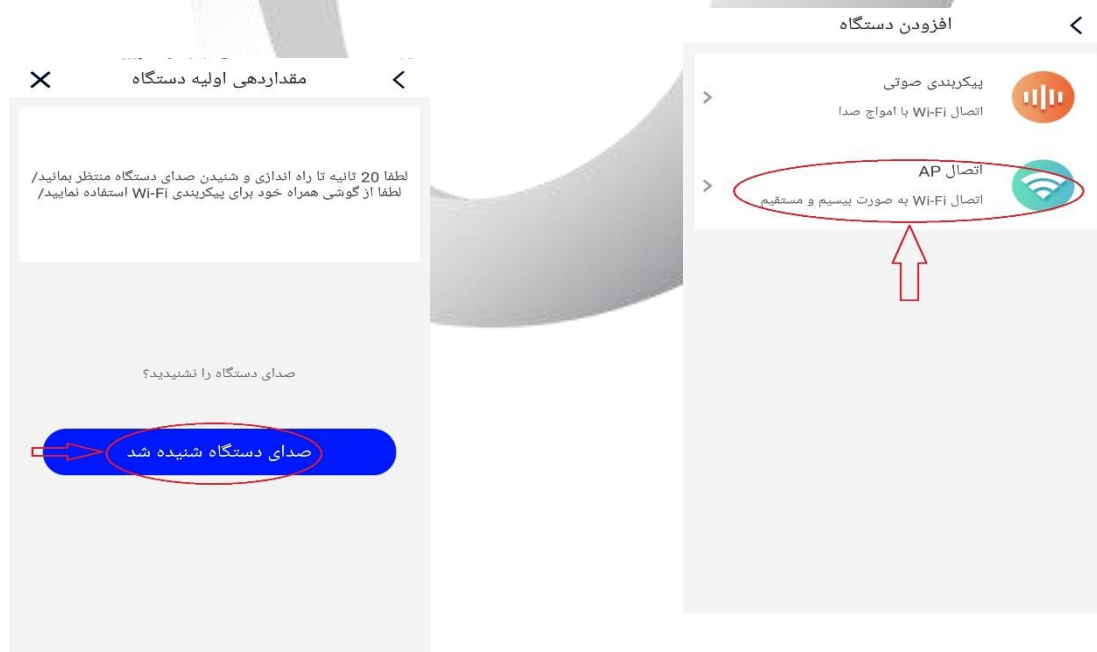 افزودن دستگاه
پیکربندی صوتی
اتصال Wi-Fi با امواج صدا
اتصال AP
اتصال Wi-Fi به صورت بیسیم و مستقیم
مقداردهی اولیه دستگاه
لطفا 20 ثانیه تا راه اندازی و شنیدن صدای دستگاه منتظر بمانید/
لطفا از گوشی همراه خود برای پیکربندی Wi-Fi استفاده نمایید/
صدای دستگاه را نشنیدید؟
صدای دستگاه شنیده شد